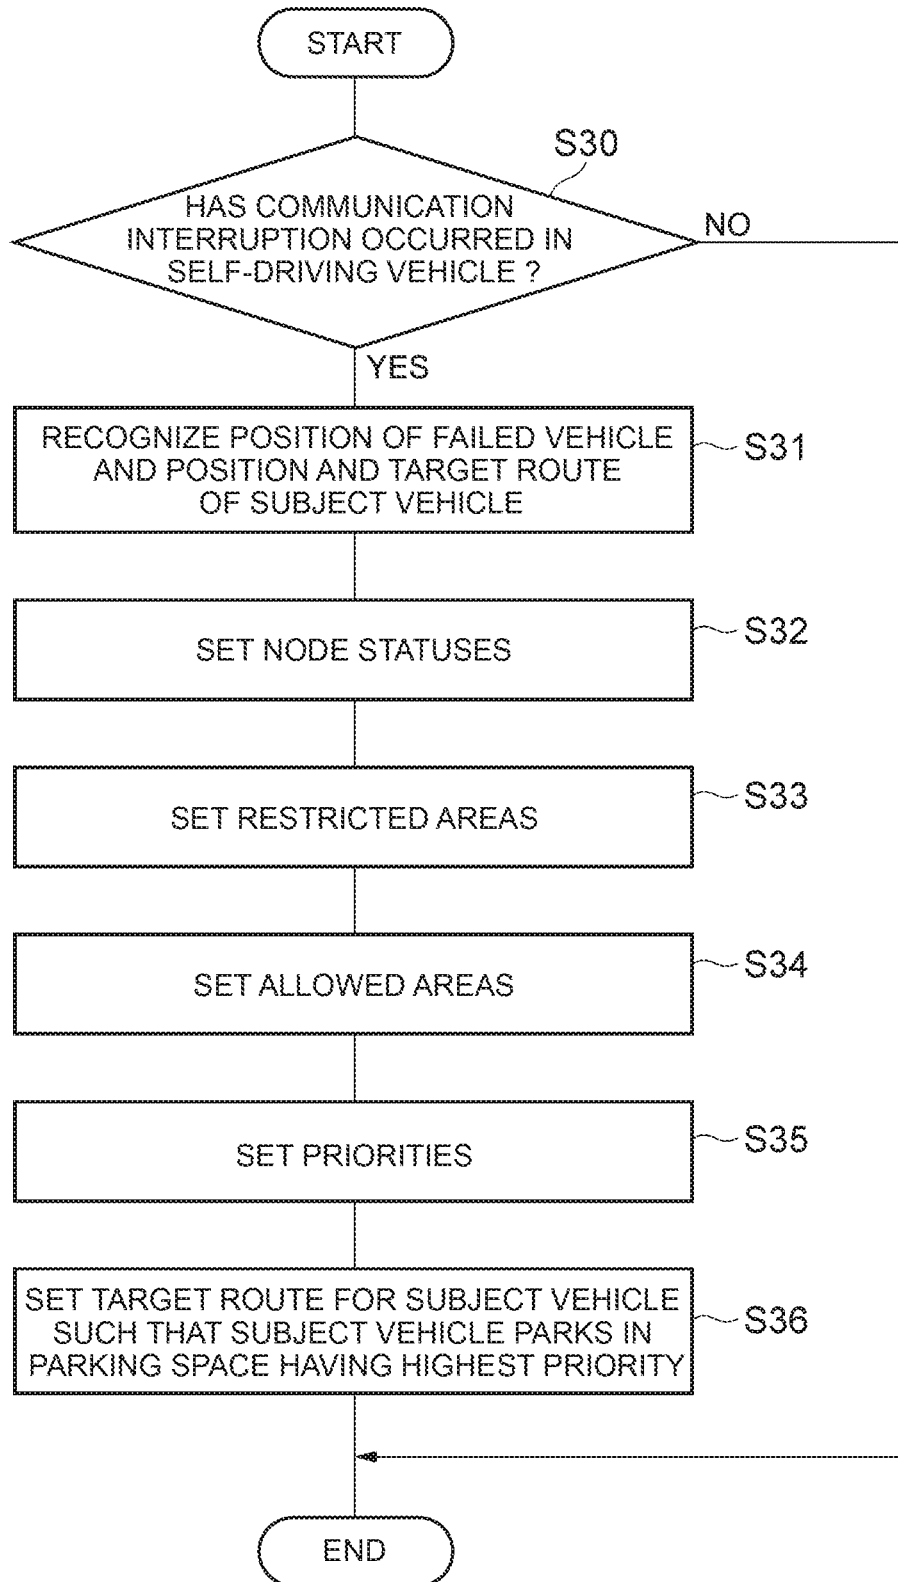 START
S30
HAS COMMUNICATION
INTERRUPTION OCCURRED IN
SELF-DRIVING VEHICLE ?
NO
YES
RECOGNIZE POSITION OF FAILED VEHICLE
AND POSITION AND TARGET ROUTE
OF SUBJECT VEHICLE
S31
SET NODE STATUSES
S32
SET RESTRICTED AREAS
S33
SET ALLOWED AREAS
S34
SET PRIORITIES
S35
SET TARGET ROUTE FOR SUBJECT VEHICLE
SUCH THAT SUBJECT VEHICLE PARKS IN
PARKING SPACE HAVING HIGHEST PRIORITY
S36
END